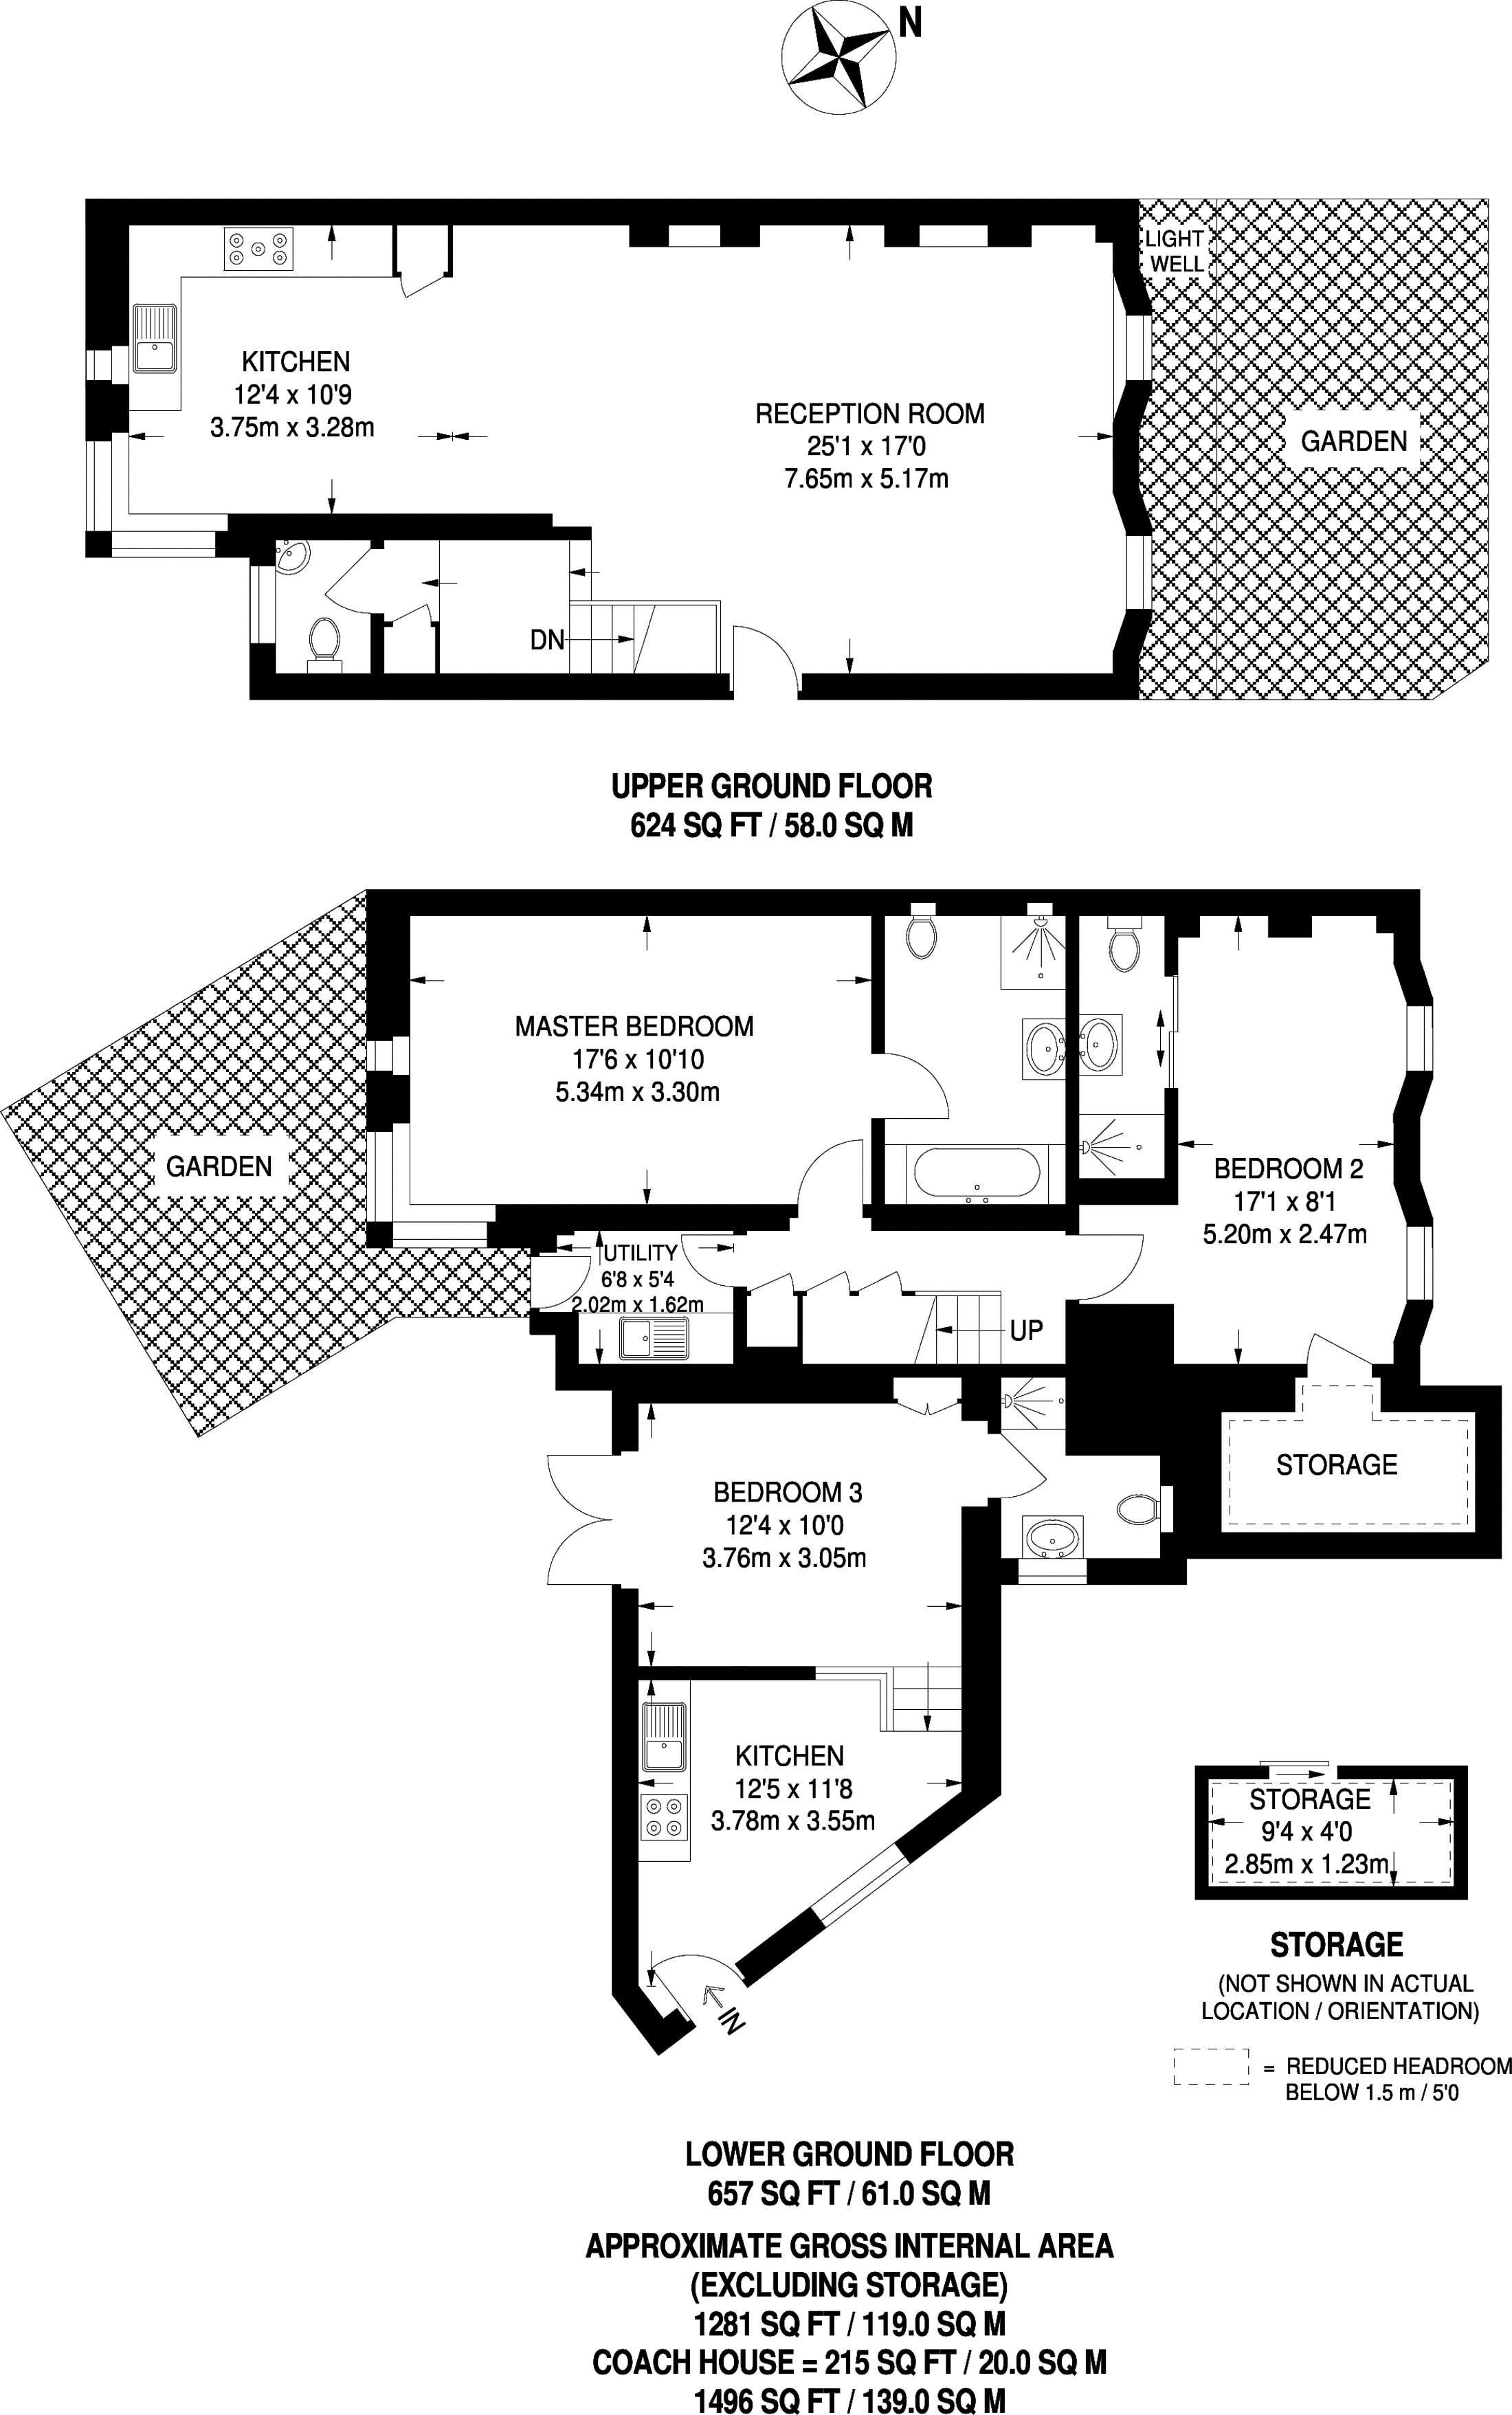 N
LIGHT
WELL
KITCHEN
12'4 x 10'9
3.75m x 3.28m
RECEPTION ROOM
25'1 x 17'0
7.65m x 5.17m
GARDEN
DN
UPPER GROUND FLOOR
624 SQ FT / 58.0 SQ M
MASTER BEDROOM
17'6 x 10'10
5.34m x 3.30m
GARDEN
BEDROOM 2
17'1 x 8'1
5.20m x 2.47m
UTILITY
6'8 x 5'4
2.02m x 1.62m
UP
STORAGE
BEDROOM 3
12'4 x 10'0
3.76m x 3.05m
KITCHEN
12'5 x 11'8
3.78m x 3.55m
IN
STORAGE
9'4 x 4'0
2.85m x 1.23m
STORAGE
(NOT SHOWN IN ACTUAL
LOCATION / ORIENTATION)
= REDUCED HEADROOM
BELOW 1.5 m / 5'0
LOWER GROUND FLOOR
657 SQ FT / 61.0 SQ M
APPROXIMATE GROSS INTERNAL AREA
(EXCLUDING STORAGE)
1281 SQ FT / 119.0 SQ M
COACH HOUSE = 215 SQ FT / 20.0 SQ M
1496 SQ FT / 139.0 SQ M